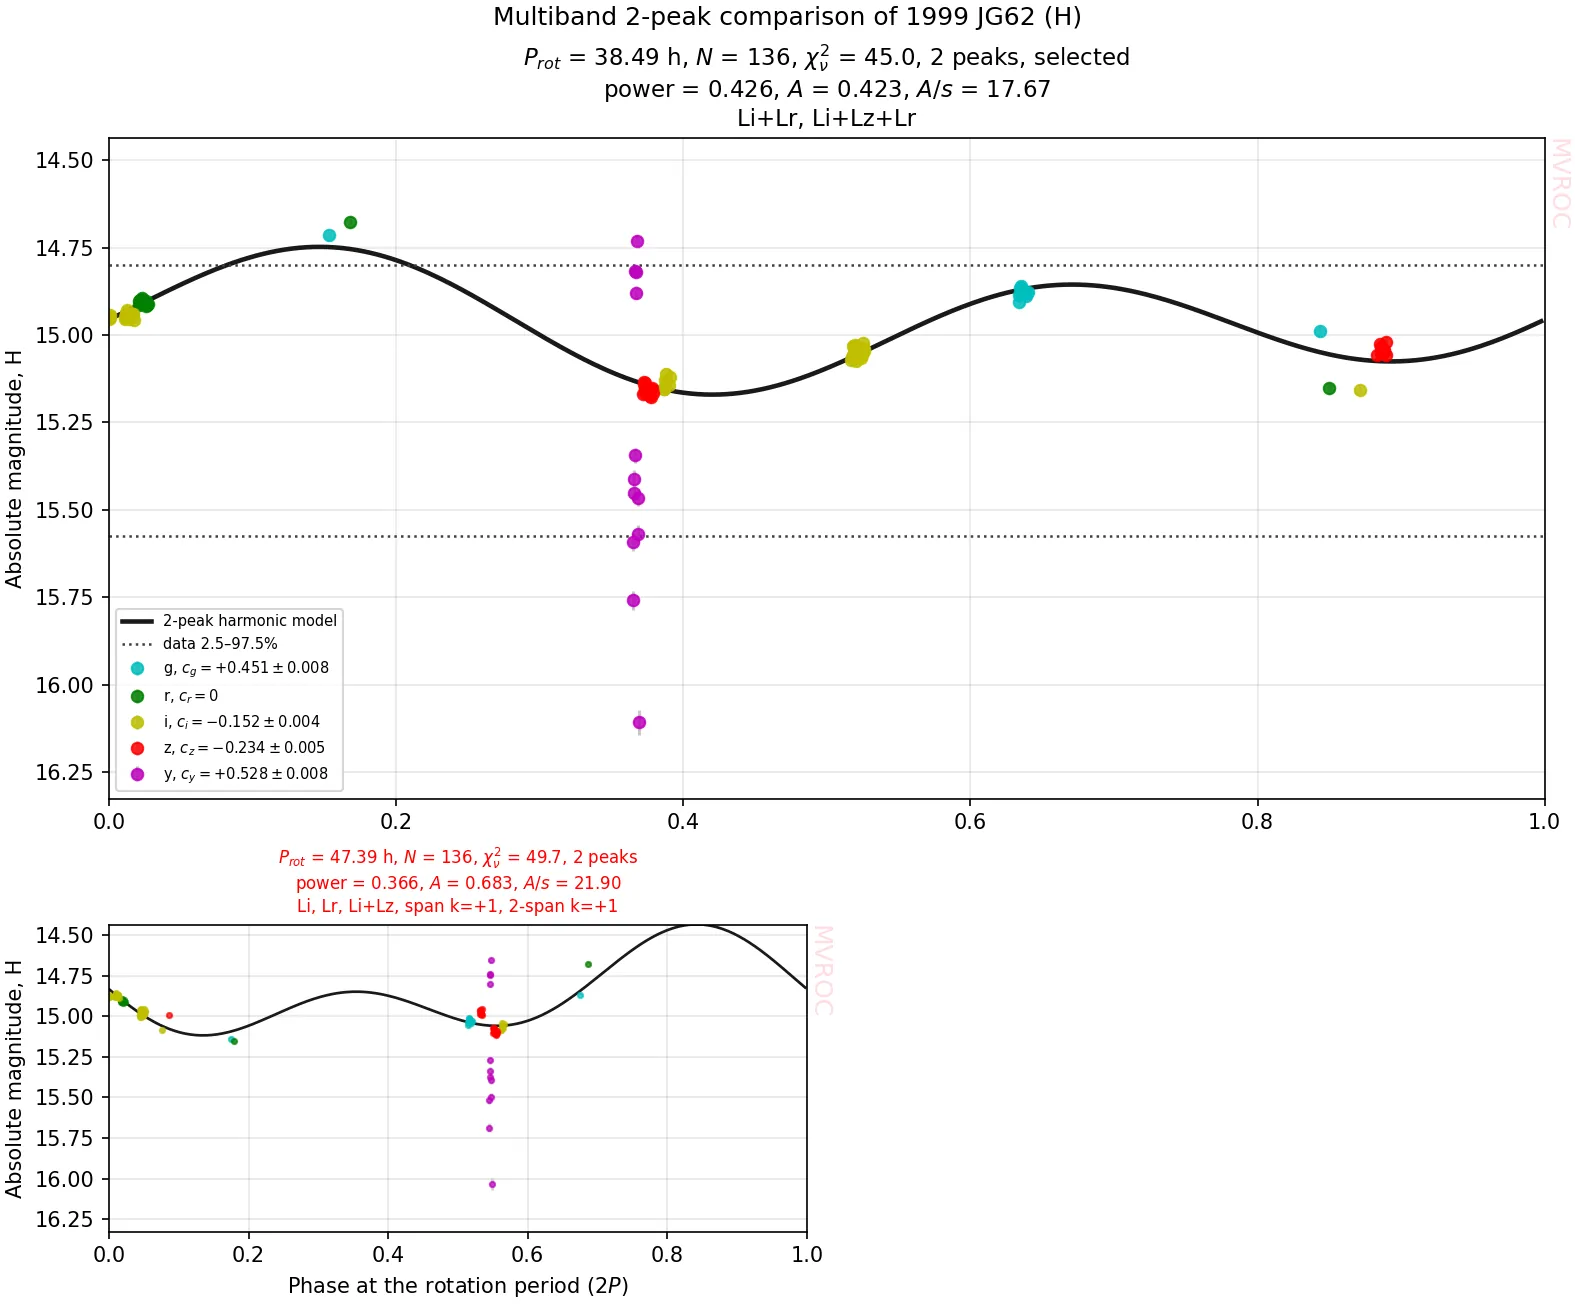 Multiband 2-peak comparison of 1999 JG62 (H)
P_rot = 38.49 h, N = 136, χ²_ν = 45.0, 2 peaks, selected
power = 0.426, A = 0.423, A/s = 17.67
Li+Lr, Li+Lz+Lr
MVROC
Absolute magnitude, H
14.50
14.75
15.00
15.25
15.50
15.75
16.00
16.25
2-peak harmonic model
data 2.5–97.5%
g, c_g = +0.451 ± 0.008
r, c_r = 0
i, c_i = −0.152 ± 0.004
z, c_z = −0.234 ± 0.005
y, c_y = +0.528 ± 0.008
0.0 0.2 0.4 0.6 0.8 1.0
P_rot = 47.39 h, N = 136, χ²_ν = 49.7, 2 peaks
power = 0.366, A = 0.683, A/s = 21.90
Li, Lr, Li+Lz, span k=+1, 2-span k=+1
MVROC
Absolute magnitude, H
14.50
14.75
15.00
15.25
15.50
15.75
16.00
16.25
0.0 0.2 0.4 0.6 0.8 1.0
Phase at the rotation period (2P)